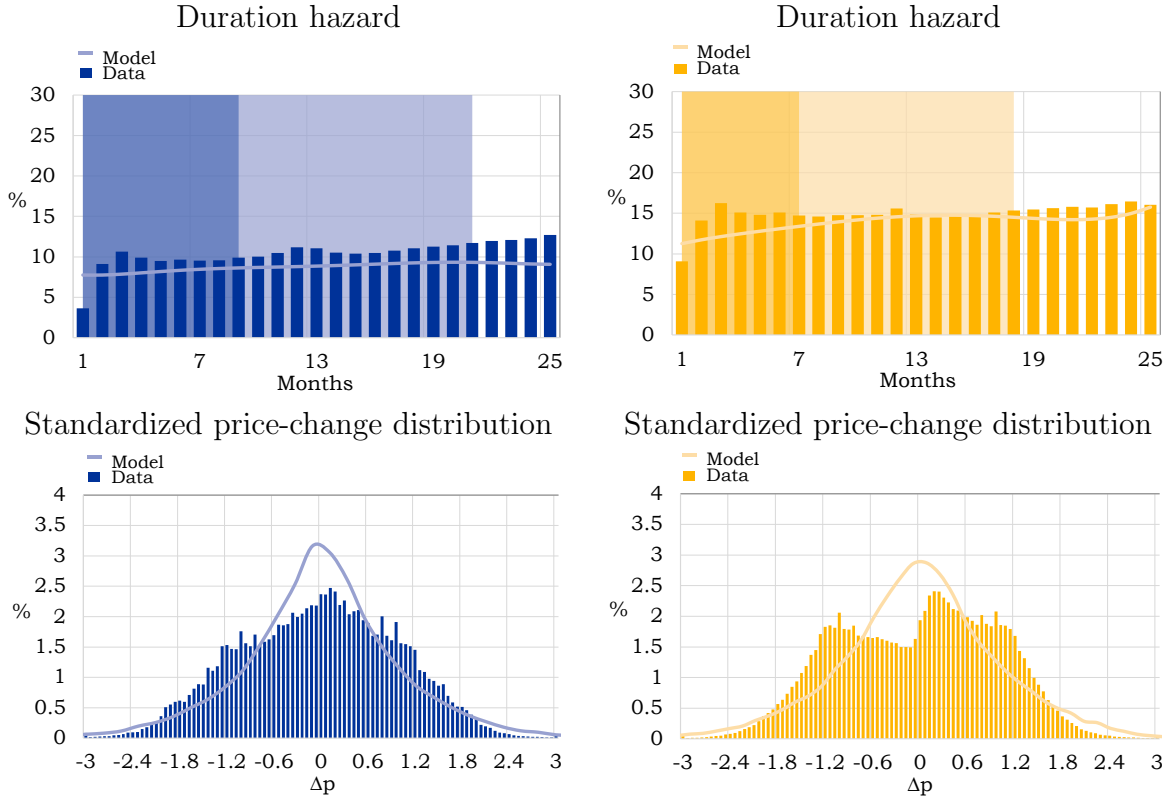 Duration hazard
Model
Data
30
25
20
15
10
5
0
%
1 7 13 19 25
Months
Duration hazard
Model
Data
30
25
20
15
10
5
0
%
1 7 13 19 25
Months
Standardized price-change distribution
Model
Data
4
3.5
3
2.5
2
1.5
1
0.5
0
%
-3 -2.4 -1.8 -1.2 -0.6 0 0.6 1.2 1.8 2.4 3
Δp
Standardized price-change distribution
Model
Data
4
3.5
3
2.5
2
1.5
1
0.5
0
%
-3 -2.4 -1.8 -1.2 -0.6 0 0.6 1.2 1.8 2.4 3
Δp